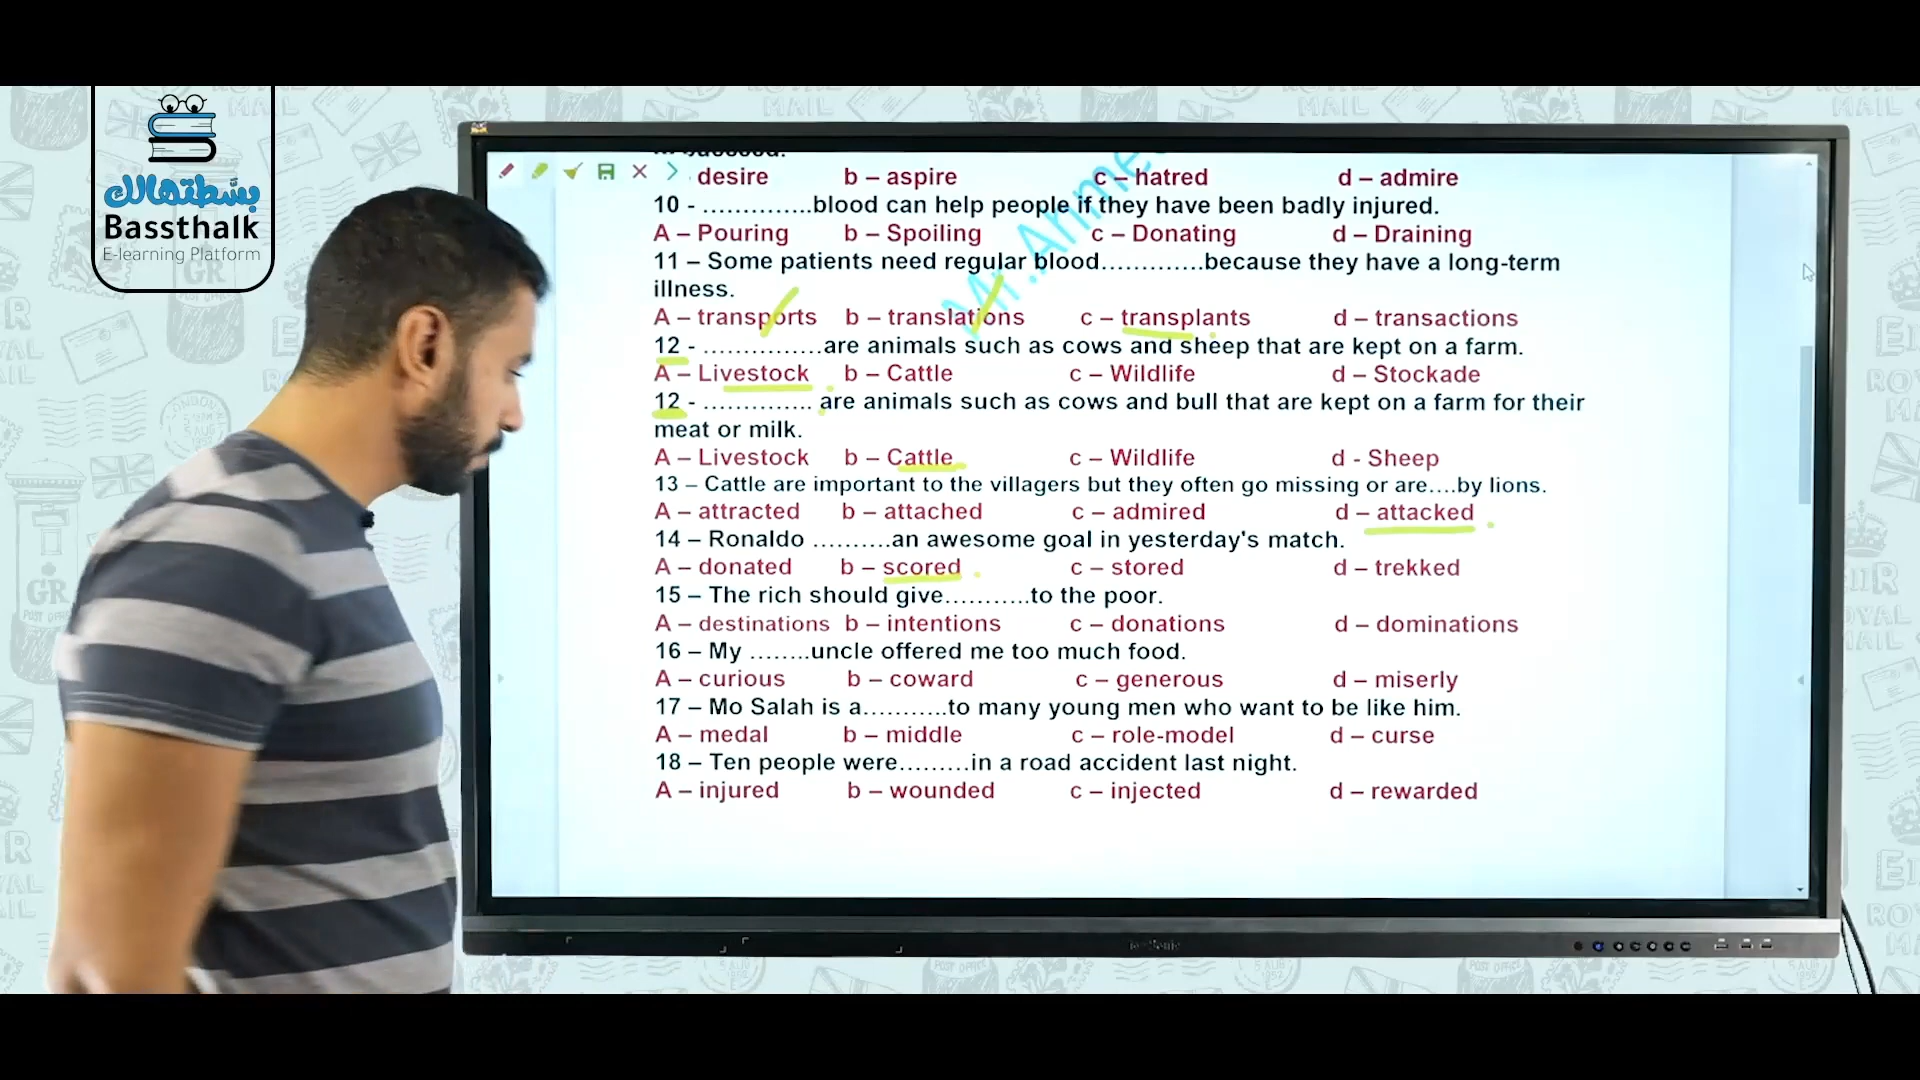 بسطتهالك
Bassthalk
E-learning Platform
desire b – aspire c – hatred d – admire
10 - ..............blood can help people if they have been badly injured.
A – Pouring b – Spoiling c – Donating d – Draining
11 – Some patients need regular blood.............because they have a long-term
illness.
A – transports b – translations c – transplants d – transactions
12 - ...............are animals such as cows and sheep that are kept on a farm.
A – Livestock b – Cattle c – Wildlife d – Stockade
12 - .............. are animals such as cows and bull that are kept on a farm for their
meat or milk.
A – Livestock b – Cattle c – Wildlife d - Sheep
13 – Cattle are important to the villagers but they often go missing or are....by lions.
A – attracted b – attached c – admired d – attacked
14 – Ronaldo ..........an awesome goal in yesterday's match.
A – donated b – scored c – stored d – trekked
15 – The rich should give...........to the poor.
A – destinations b – intentions c – donations d – dominations
16 – My ........uncle offered me too much food.
A – curious b – coward c – generous d – miserly
17 – Mo Salah is a...........to many young men who want to be like him.
A – medal b – middle c – role-model d – curse
18 – Ten people were.........in a road accident last night.
A – injured b – wounded c – injected d – rewarded